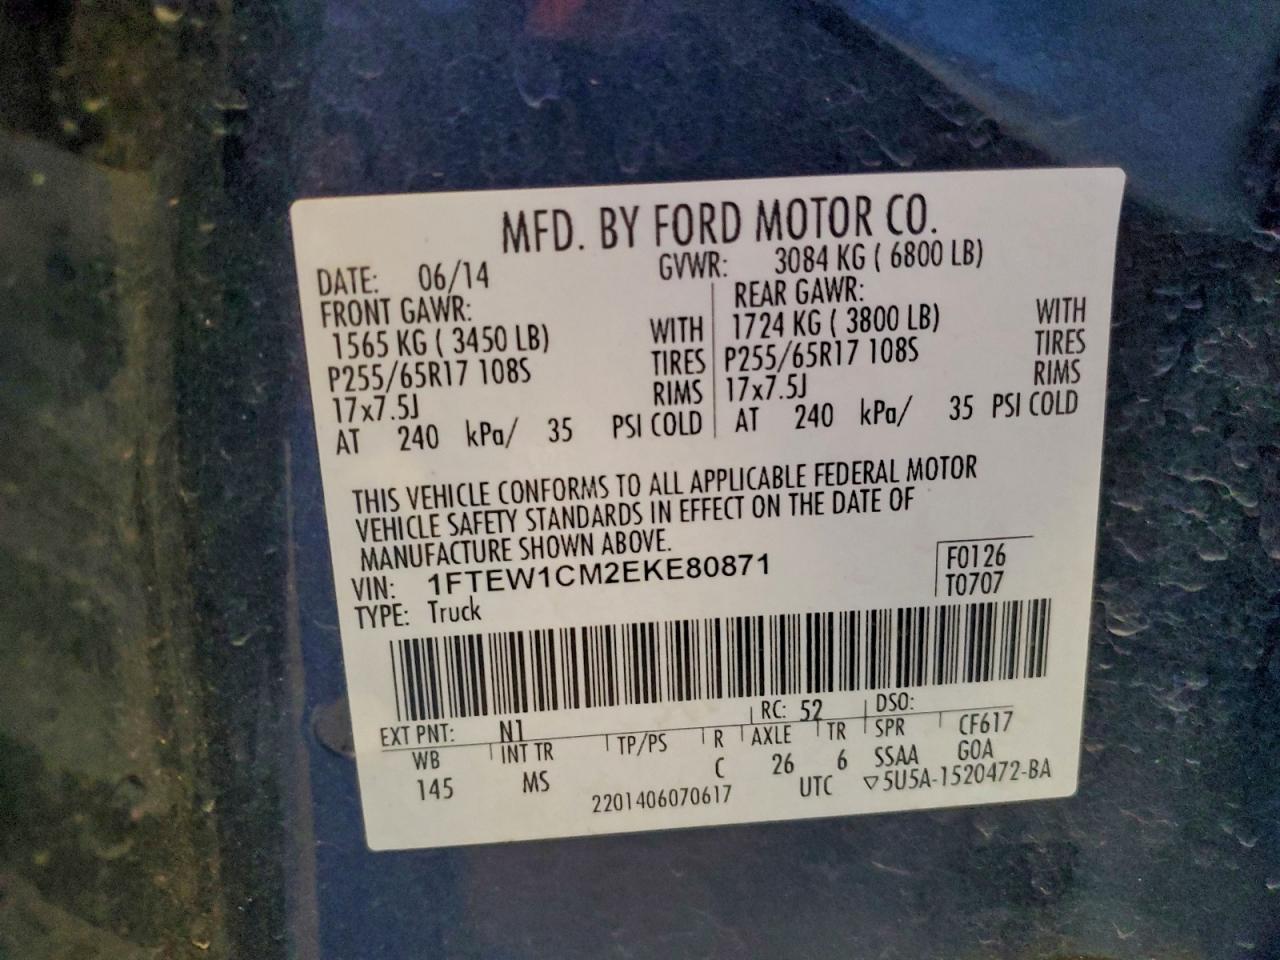 MFD. BY FORD MOTOR CO.
DATE: 06/14 GVWR: 3084 KG ( 6800 LB)
FRONT GAWR: REAR GAWR:
1565 KG ( 3450 LB) WITH 1724 KG ( 3800 LB) WITH
P255/65R17 108S TIRES P255/65R17 108S TIRES
17x7.5J RIMS 17x7.5J RIMS
AT 240 kPa/ 35 PSI COLD AT 240 kPa/ 35 PSI COLD
THIS VEHICLE CONFORMS TO ALL APPLICABLE FEDERAL MOTOR
VEHICLE SAFETY STANDARDS IN EFFECT ON THE DATE OF
MANUFACTURE SHOWN ABOVE.
VIN: 1FTEW1CM2EKE80871 F0126
TYPE: Truck T0707
EXT PNT: N1 RC: 52 DSO:
WB INT TR TP/PS R AXLE TR SPR CF617
145 MS C 26 6 SSAA GOA
2201406070617 UTC ▽5U5A-1520472-BA